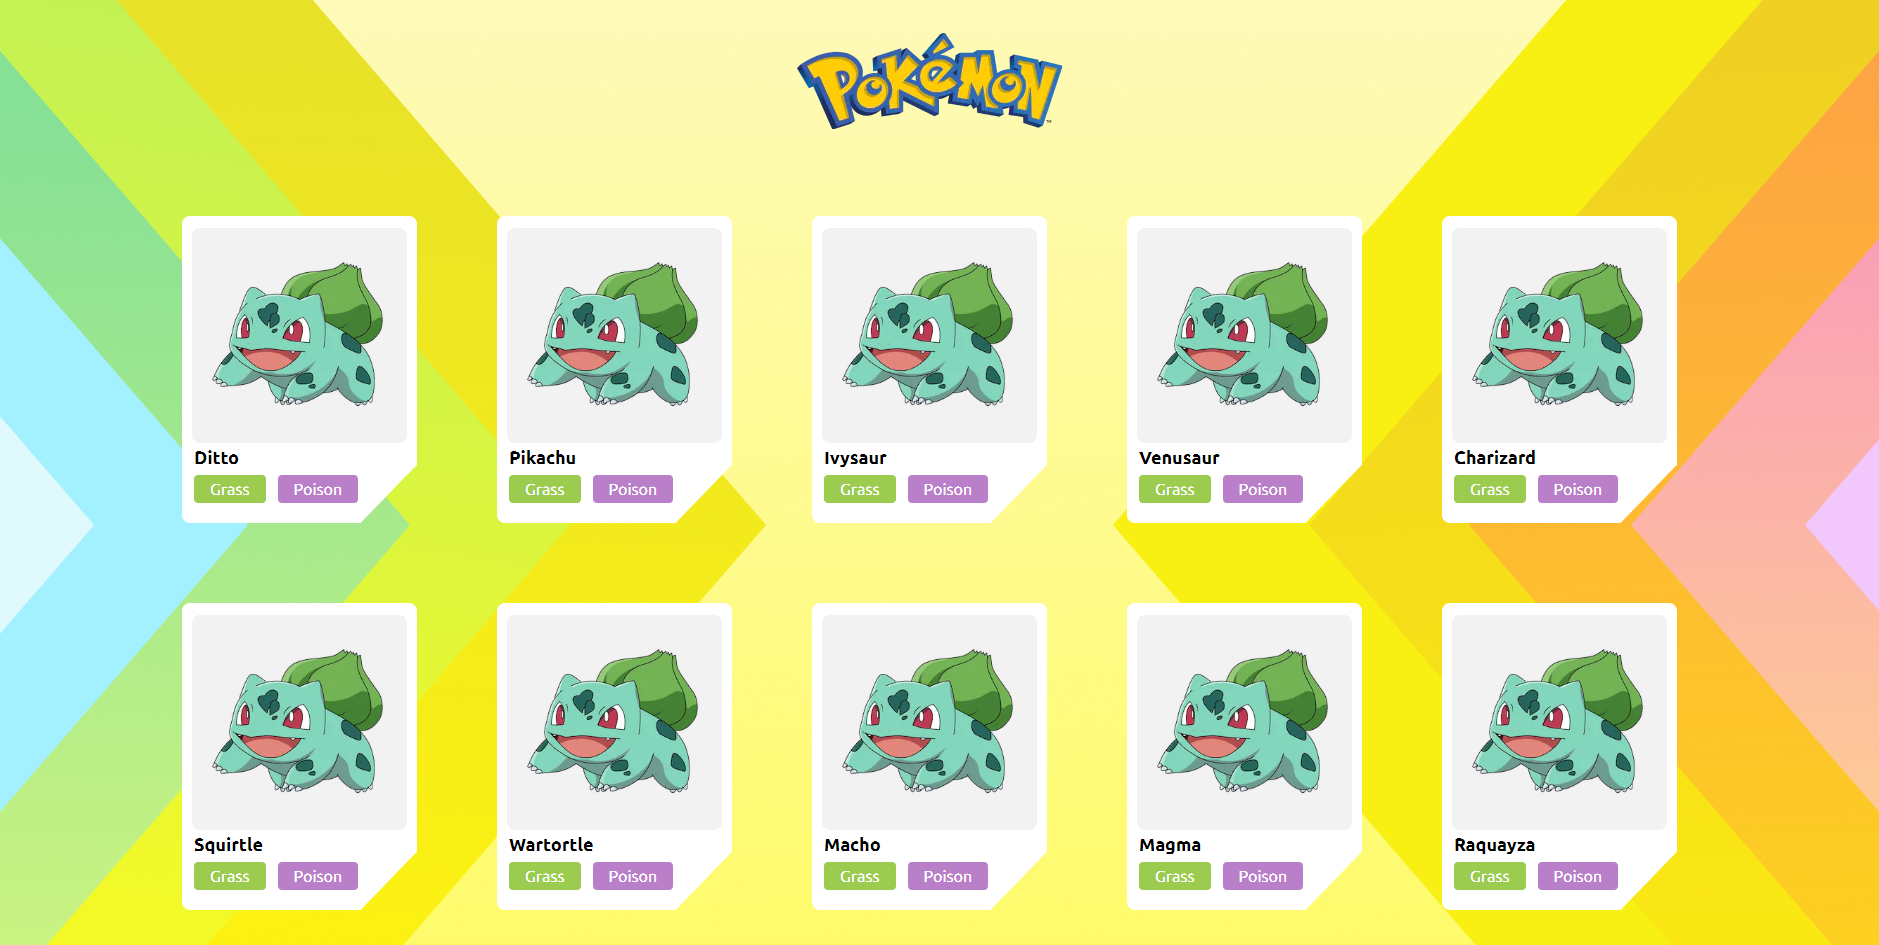 POKéMON
Ditto
Grass Poison
Pikachu
Grass Poison
Ivysaur
Grass Poison
Venusaur
Grass Poison
Charizard
Grass Poison
Squirtle
Grass Poison
Wartortle
Grass Poison
Macho
Grass Poison
Magma
Grass Poison
Raquayza
Grass Poison